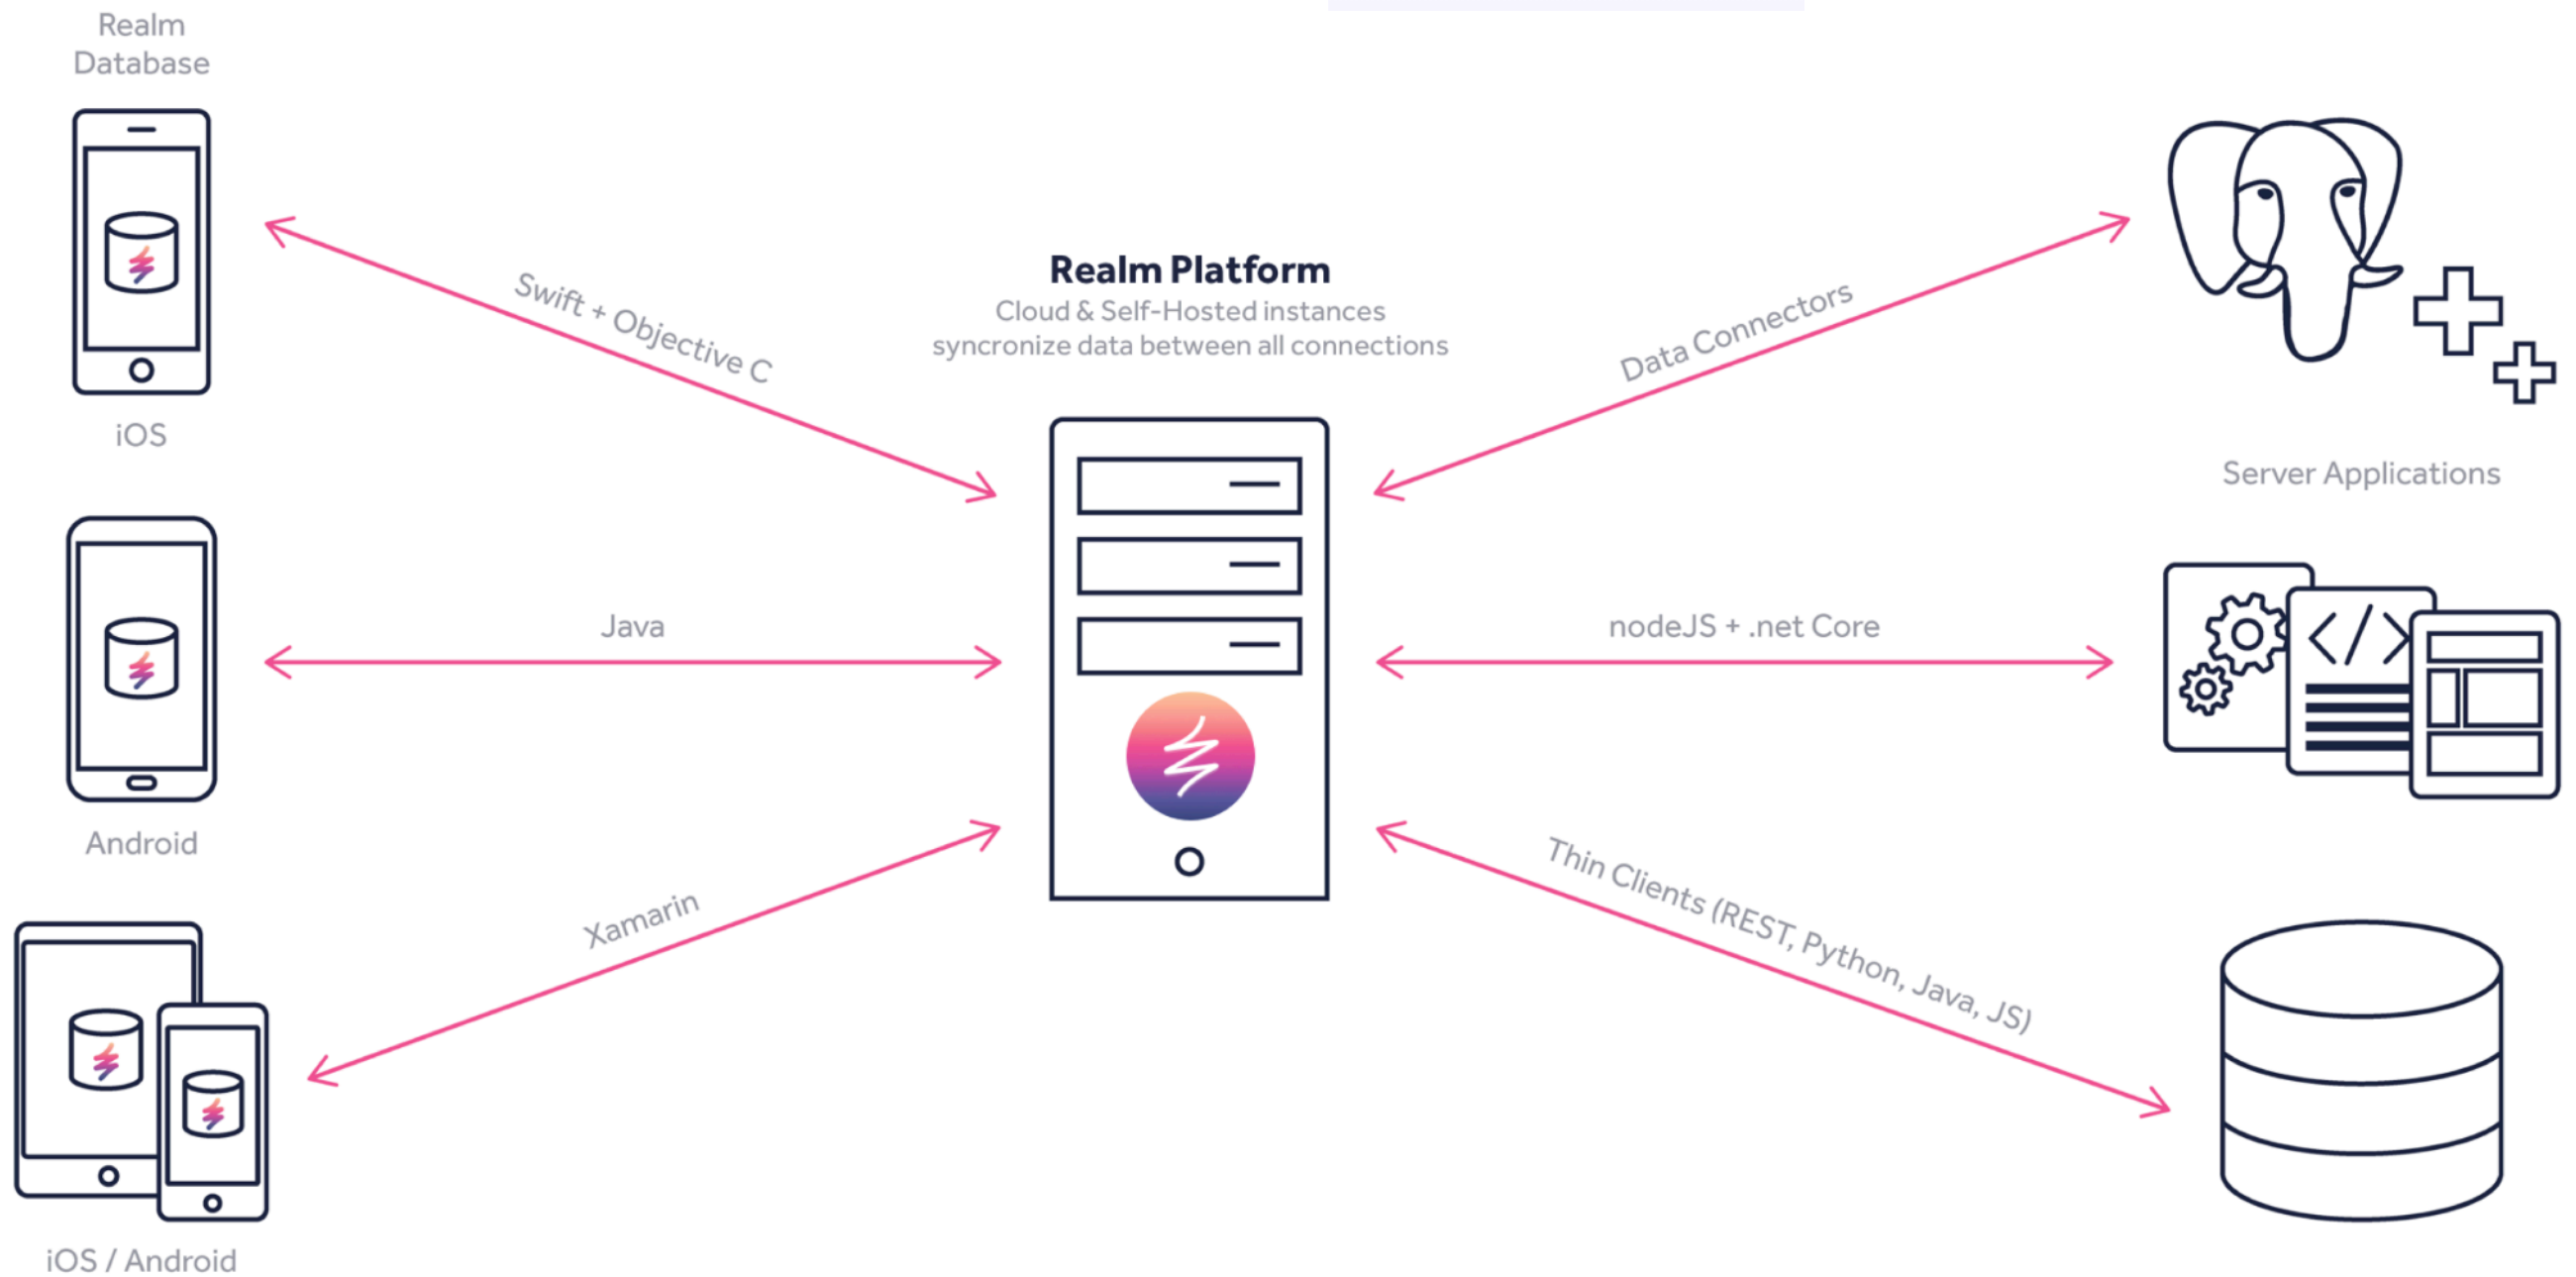 Realm
Database
iOS
Swift + Objective C
Java
Android
Xamarin
iOS / Android
Realm Platform
Cloud & Self-Hosted instances
syncronize data between all connections
Data Connectors
Server Applications
nodeJS + .net Core
Thin Clients (REST, Python, Java, JS)